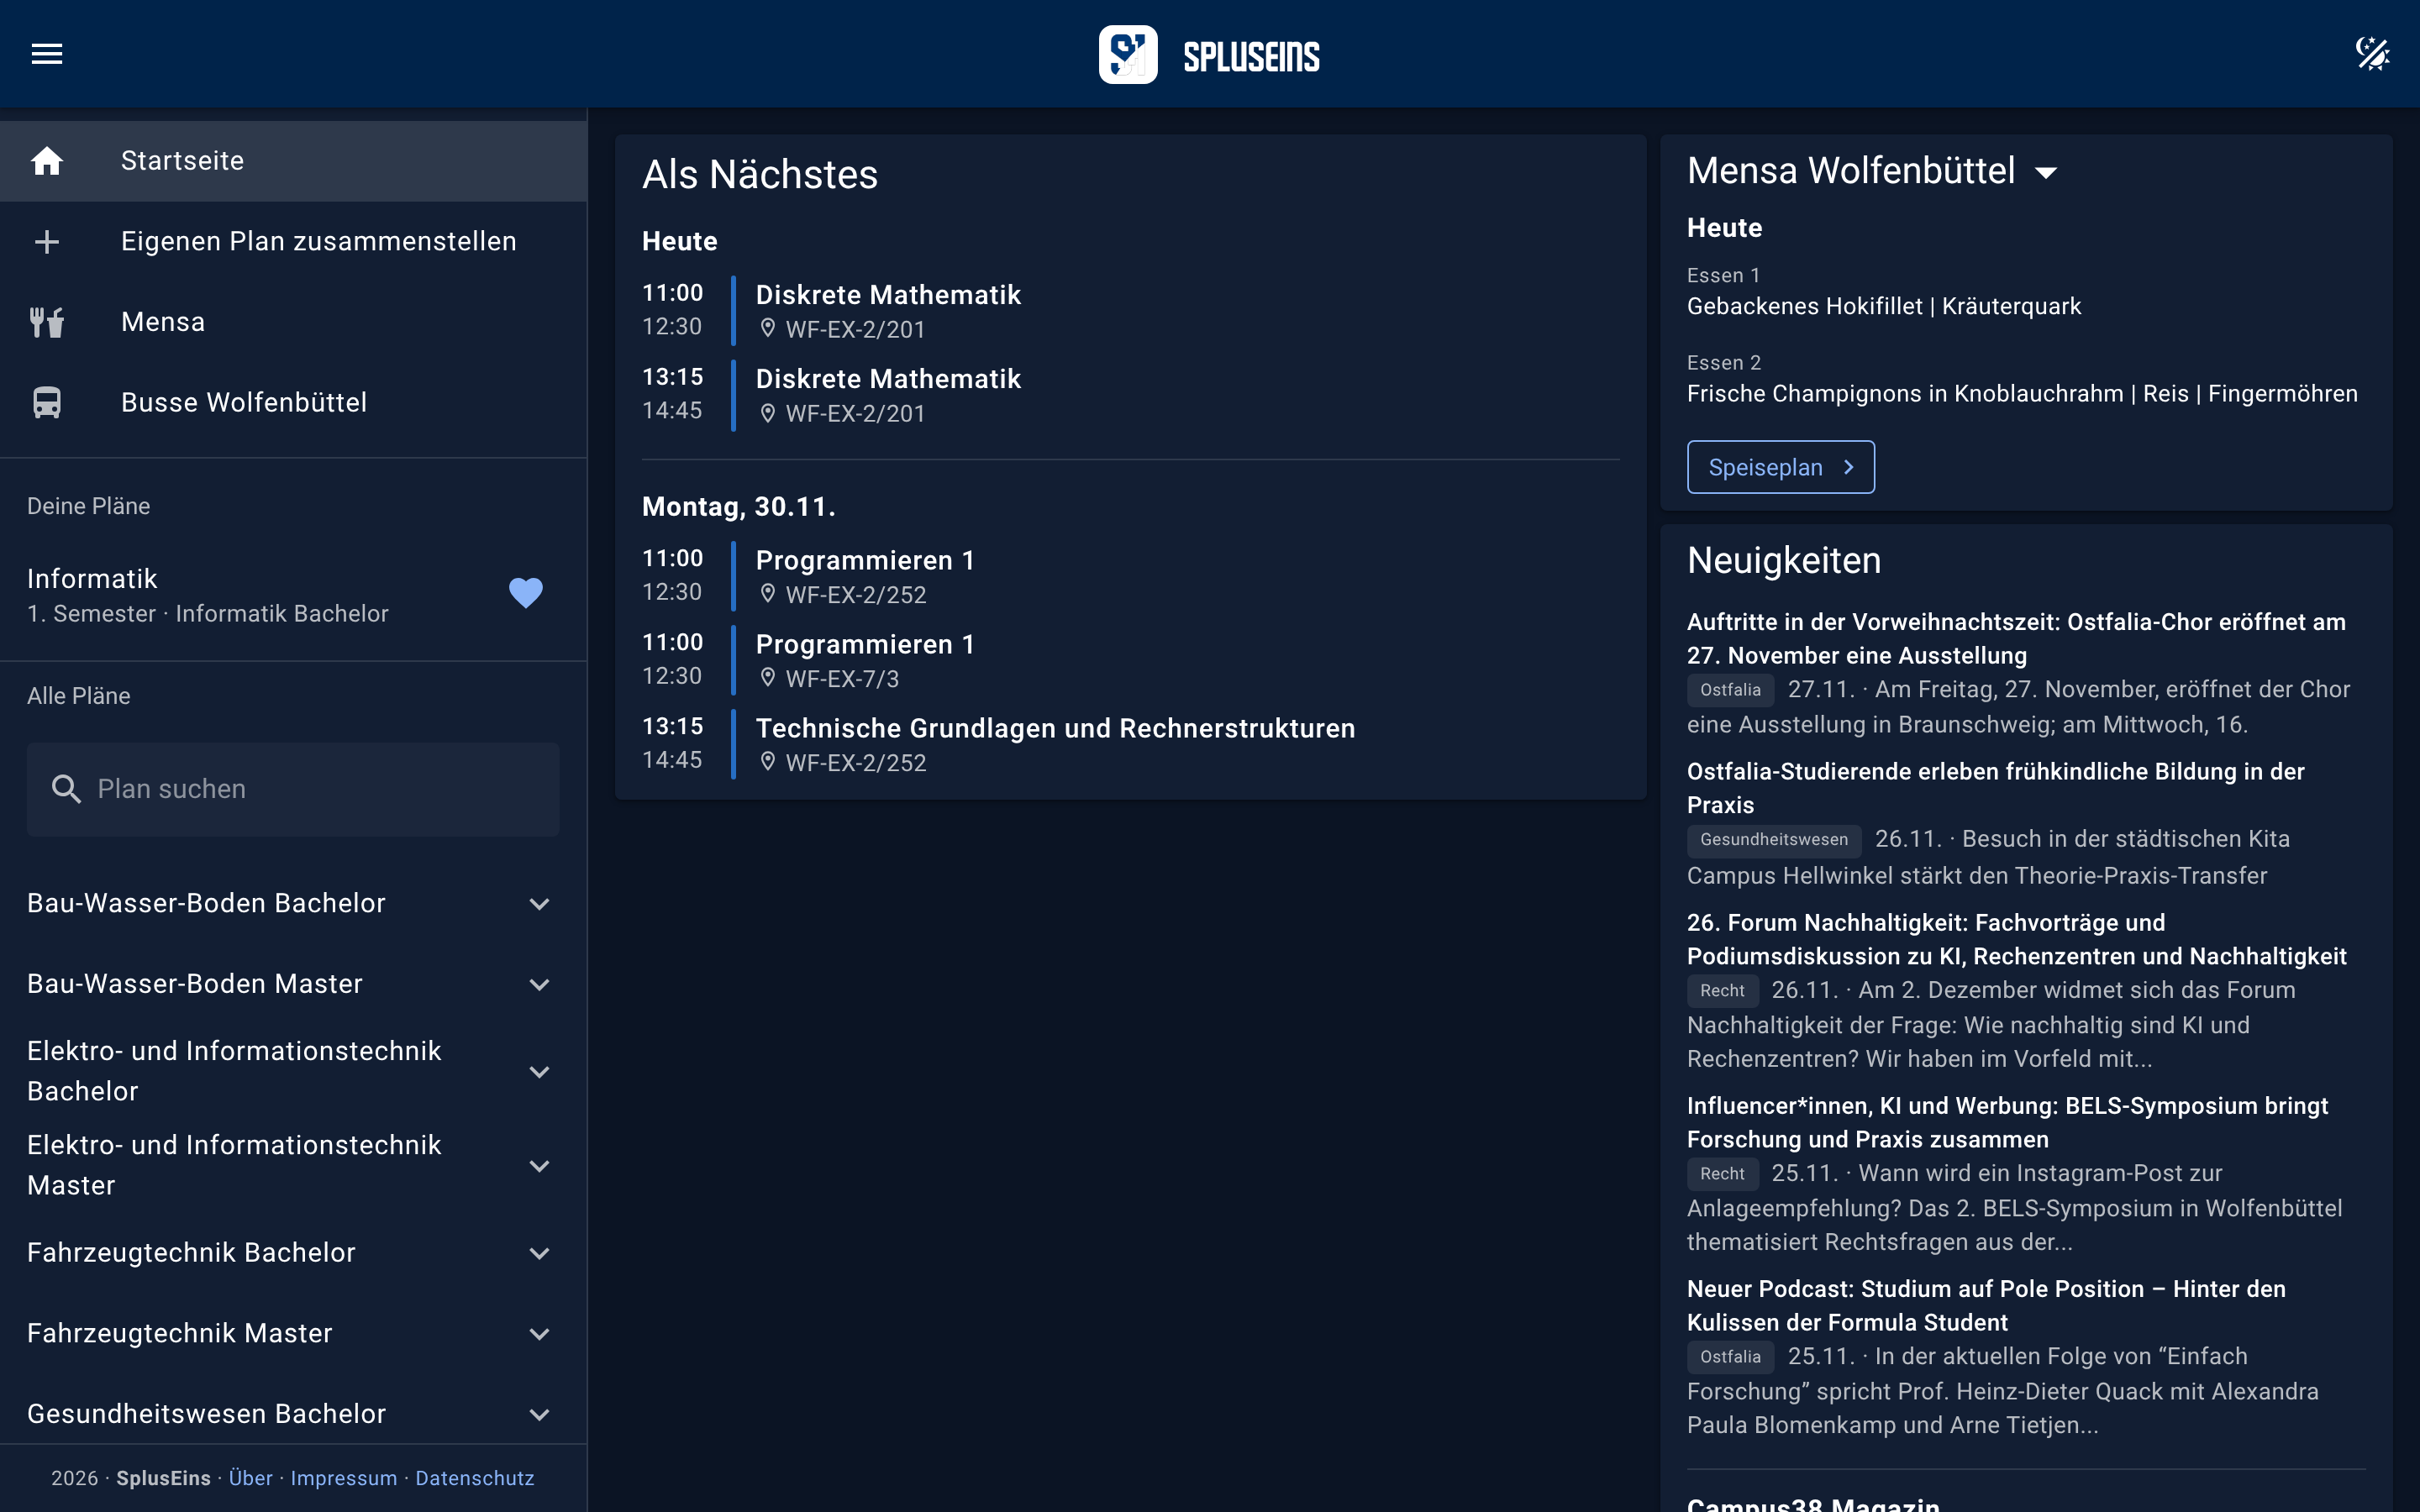 SPLUSEINS
Startseite
Eigenen Plan zusammenstellen
Mensa
Busse Wolfenbüttel
Deine Pläne
Informatik
1. Semester · Informatik Bachelor
Alle Pläne
Plan suchen
Bau-Wasser-Boden Bachelor
Bau-Wasser-Boden Master
Elektro- und Informationstechnik
Bachelor
Elektro- und Informationstechnik
Master
Fahrzeugtechnik Bachelor
Fahrzeugtechnik Master
Gesundheitswesen Bachelor
2026 · SplusEins · Über · Impressum · Datenschutz
Als Nächstes
Heute
11:00 Diskrete Mathematik
12:30 WF-EX-2/201
13:15 Diskrete Mathematik
14:45 WF-EX-2/201
Montag, 30.11.
11:00 Programmieren 1
12:30 WF-EX-2/252
11:00 Programmieren 1
12:30 WF-EX-7/3
13:15 Technische Grundlagen und Rechnerstrukturen
14:45 WF-EX-2/252
Mensa Wolfenbüttel
Heute
Essen 1
Gebackenes Hokifillet | Kräuterquark
Essen 2
Frische Champignons in Knoblauchrahm | Reis | Fingermöhren
Speiseplan
Neuigkeiten
Auftritte in der Vorweihnachtszeit: Ostfalia-Chor eröffnet am
27. November eine Ausstellung
Ostfalia 27.11. · Am Freitag, 27. November, eröffnet der Chor
eine Ausstellung in Braunschweig; am Mittwoch, 16.
Ostfalia-Studierende erleben frühkindliche Bildung in der
Praxis
Gesundheitswesen 26.11. · Besuch in der städtischen Kita
Campus Hellwinkel stärkt den Theorie-Praxis-Transfer
26. Forum Nachhaltigkeit: Fachvorträge und
Podiumsdiskussion zu KI, Rechenzentren und Nachhaltigkeit
Recht 26.11. · Am 2. Dezember widmet sich das Forum
Nachhaltigkeit der Frage: Wie nachhaltig sind KI und
Rechenzentren? Wir haben im Vorfeld mit...
Influencer*innen, KI und Werbung: BELS-Symposium bringt
Forschung und Praxis zusammen
Recht 25.11. · Wann wird ein Instagram-Post zur
Anlageempfehlung? Das 2. BELS-Symposium in Wolfenbüttel
thematisiert Rechtsfragen aus der...
Neuer Podcast: Studium auf Pole Position – Hinter den
Kulissen der Formula Student
Ostfalia 25.11. · In der aktuellen Folge von “Einfach
Forschung” spricht Prof. Heinz-Dieter Quack mit Alexandra
Paula Blomenkamp und Arne Tietjen...
Campus38 Magazin